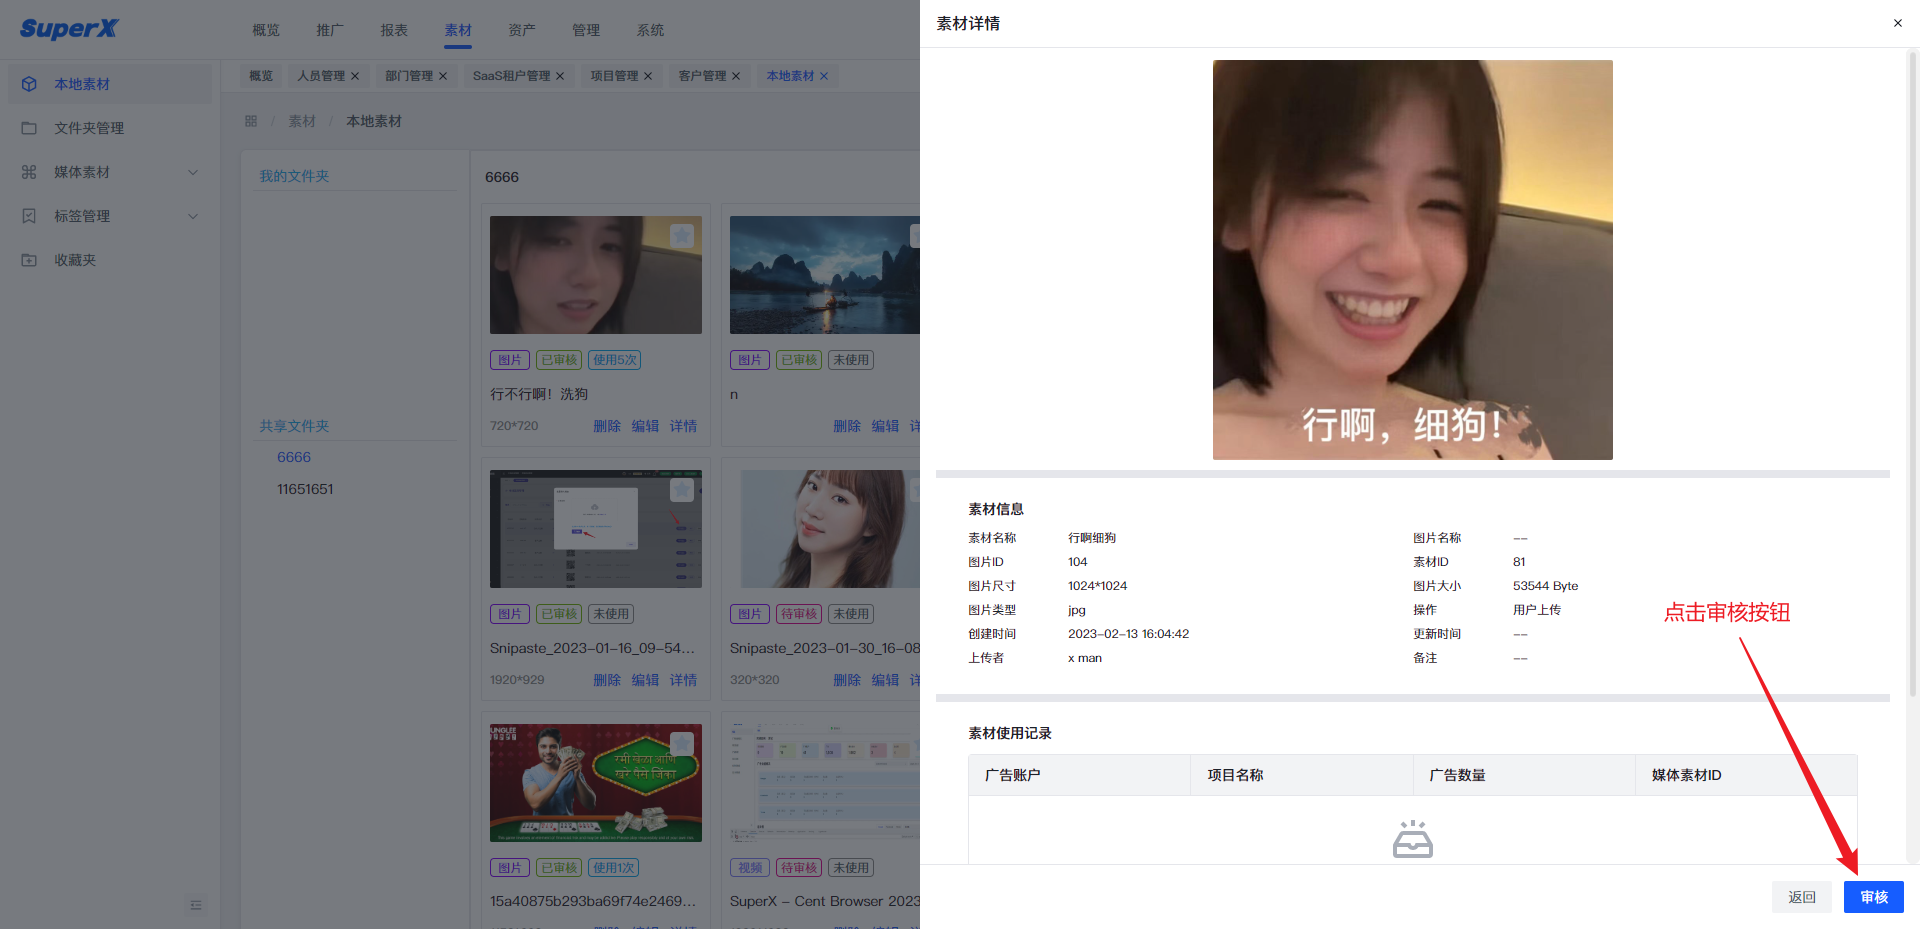 SuperX
概览 推广 报表 素材 资产 管理 系统
概览 人员管理 × 部门管理 × SaaS租户管理 × 项目管理 × 客户管理 × 本地素材 ×
素材 / 本地素材
本地素材
文件夹管理
媒体素材
标签管理
收藏夹
我的文件夹
共享文件夹
6666
11651651
6666
图片 已审核 使用5次
行不行啊！洗狗
720*720 删除 编辑 详情
图片 已审核 未使用
n
删除 编辑 详
图片 已审核 未使用
Snipaste_2023-01-16_09-54...
1920*929 删除 编辑 详情
图片 待审核 未使用
Snipaste_2023-01-30_16-08
320*320 删除 编辑 详
JNGLEE
रमी खेळा आणि
खरे पैसे जिंका
图片 已审核 使用1次
15a40875b293ba69f74e2469...
视频 待审核 未使用
SuperX – Cent Browser 2023
素材详情 ×
行啊，细狗！
素材信息
素材名称 行啊细狗 图片名称 --
图片ID 104 素材ID 81
图片尺寸 1024*1024 图片大小 53544 Byte
图片类型 jpg 操作 用户上传
创建时间 2023-02-13 16:04:42 更新时间 --
上传者 x man 备注 --
点击审核按钮
素材使用记录
广告账户 项目名称 广告数量 媒体素材ID
返回 审核